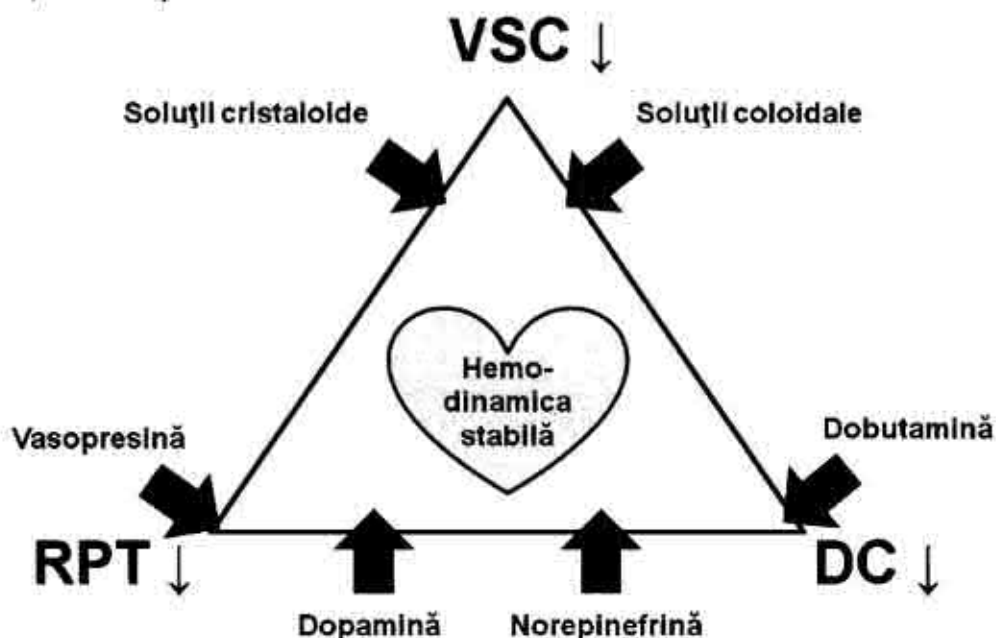 VSC ↓
Soluţii cristaloide
Soluţii coloidale
Hemo-
dinamica
stabilă
Vasopresină
Dobutamină
RPT ↓
DC ↓
Dopamină
Norepinefrină